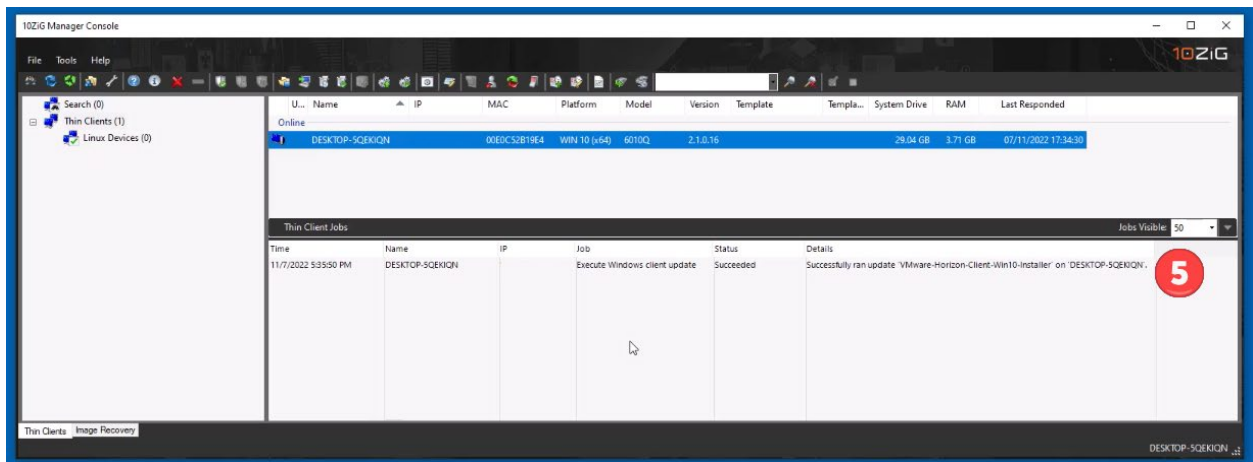 10ZiG Manager Console
10ZiG
File Tools Help
Search (0)
Thin Clients (1)
Linux Devices (0)
U... Name IP MAC Platform Model Version Template Templa... System Drive RAM Last Responded
Online
DESKTOP-5QEKIQN 00E0C52B19E4 WIN 10 (x64) 6010Q 2.1.0.16 29.04 GB 3.71 GB 07/11/2022 17:34:30
Thin Client Jobs Jobs Visible: 50
Time Name IP Job Status Details
11/7/2022 5:35:50 PM DESKTOP-5QEKIQN Execute Windows client update Succeeded Successfully ran update 'VMware-Horizon-Client-Win10-Installer' on 'DESKTOP-5QEKIQN'.
5
Thin Clients Image Recovery
DESKTOP-5QEKIQN